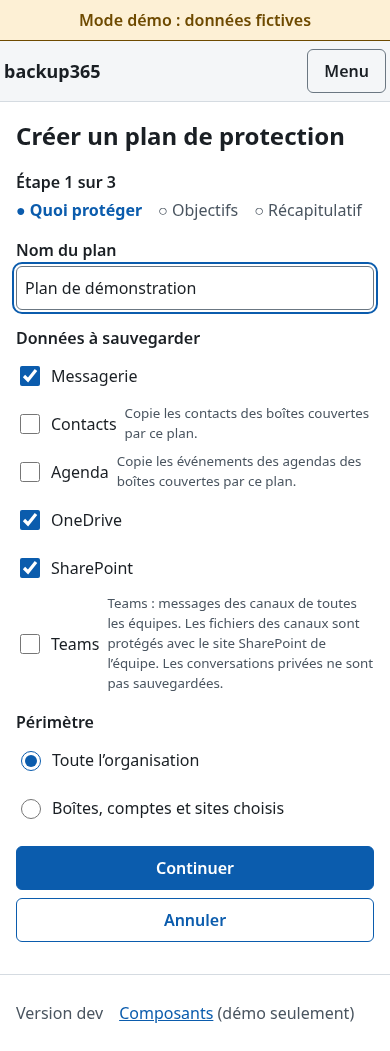 Mode démo : données fictives
backup365
Menu
Créer un plan de protection
Étape 1 sur 3
● Quoi protéger ○ Objectifs ○ Récapitulatif
Nom du plan
Plan de démonstration
Données à sauvegarder
Messagerie
Contacts
Copie les contacts des boîtes couvertes
par ce plan.
Agenda
Copie les événements des agendas des
boîtes couvertes par ce plan.
OneDrive
SharePoint
Teams
Teams : messages des canaux de toutes
les équipes. Les fichiers des canaux sont
protégés avec le site SharePoint de
l’équipe. Les conversations privées ne sont
pas sauvegardées.
Périmètre
Toute l’organisation
Boîtes, comptes et sites choisis
Continuer
Annuler
Version dev Composants (démo seulement)